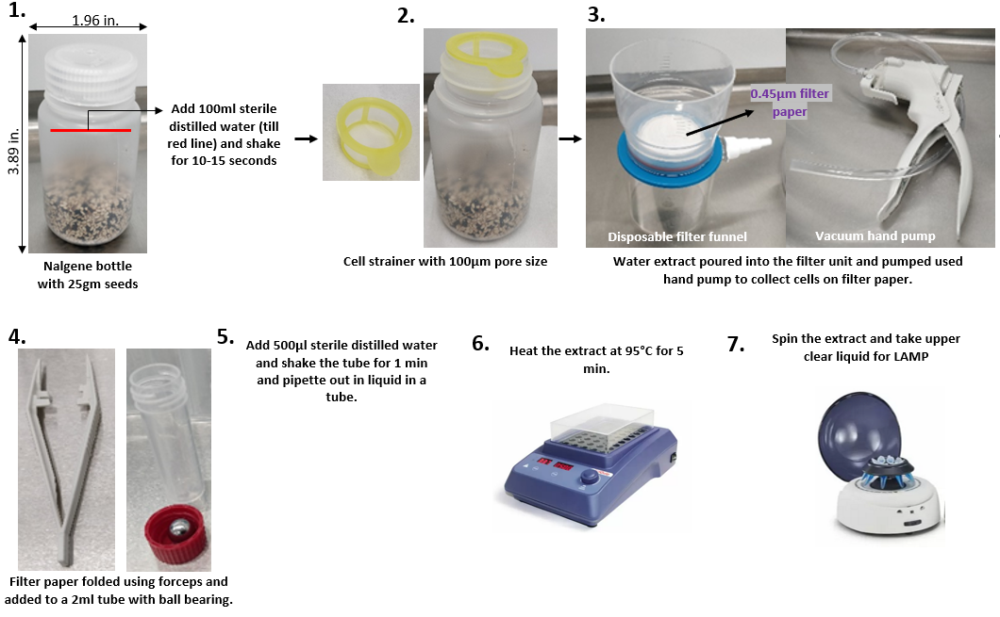 1.
1.96 in.
3.89 in.
Add 100ml sterile
distilled water (till
red line) and shake
for 10-15 seconds
Nalgene bottle
with 25gm seeds
2.
Cell strainer with 100µm pore size
3.
0.45µm filter
paper
Disposable filter funnel
Vacuum hand pump
Water extract poured into the filter unit and pumped used
hand pump to collect cells on filter paper.
4.
Filter paper folded using forceps and
added to a 2ml tube with ball bearing.
5.
Add 500µl sterile distilled water
and shake the tube for 1 min
and pipette out in liquid in a
tube.
6.
Heat the extract at 95°C for 5
min.
7.
Spin the extract and take upper
clear liquid for LAMP